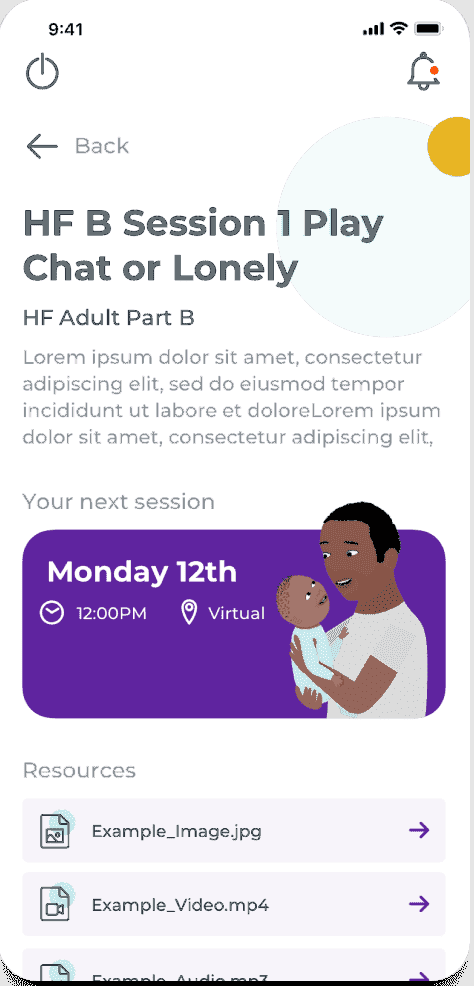 9:41
Back
HF B Session 1 Play
Chat or Lonely
HF Adult Part B
Lorem ipsum dolor sit amet, consectetur
adipiscing elit, sed do eiusmod tempor
incididunt ut labore et doloreLorem ipsum
dolor sit amet, consectetur adipiscing elit,
Your next session
Monday 12th
12:00PM Virtual
Resources
Example_Image.jpg
Example_Video.mp4
Example_Audio.mp3